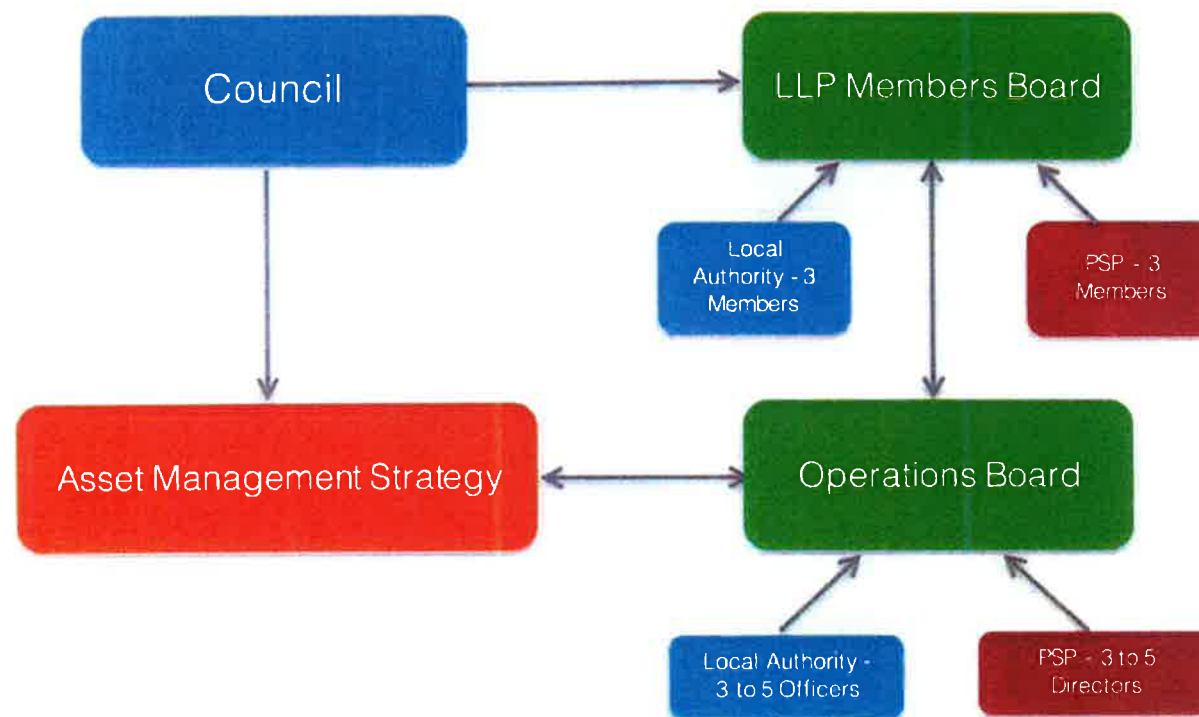 Council
LLP Members Board
Local
Authority - 3
Members
PSP - 3
Members
Asset Management Strategy
Operations Board
Local Authority -
3 to 5 Officers
PSP - 3 to 5
Directors